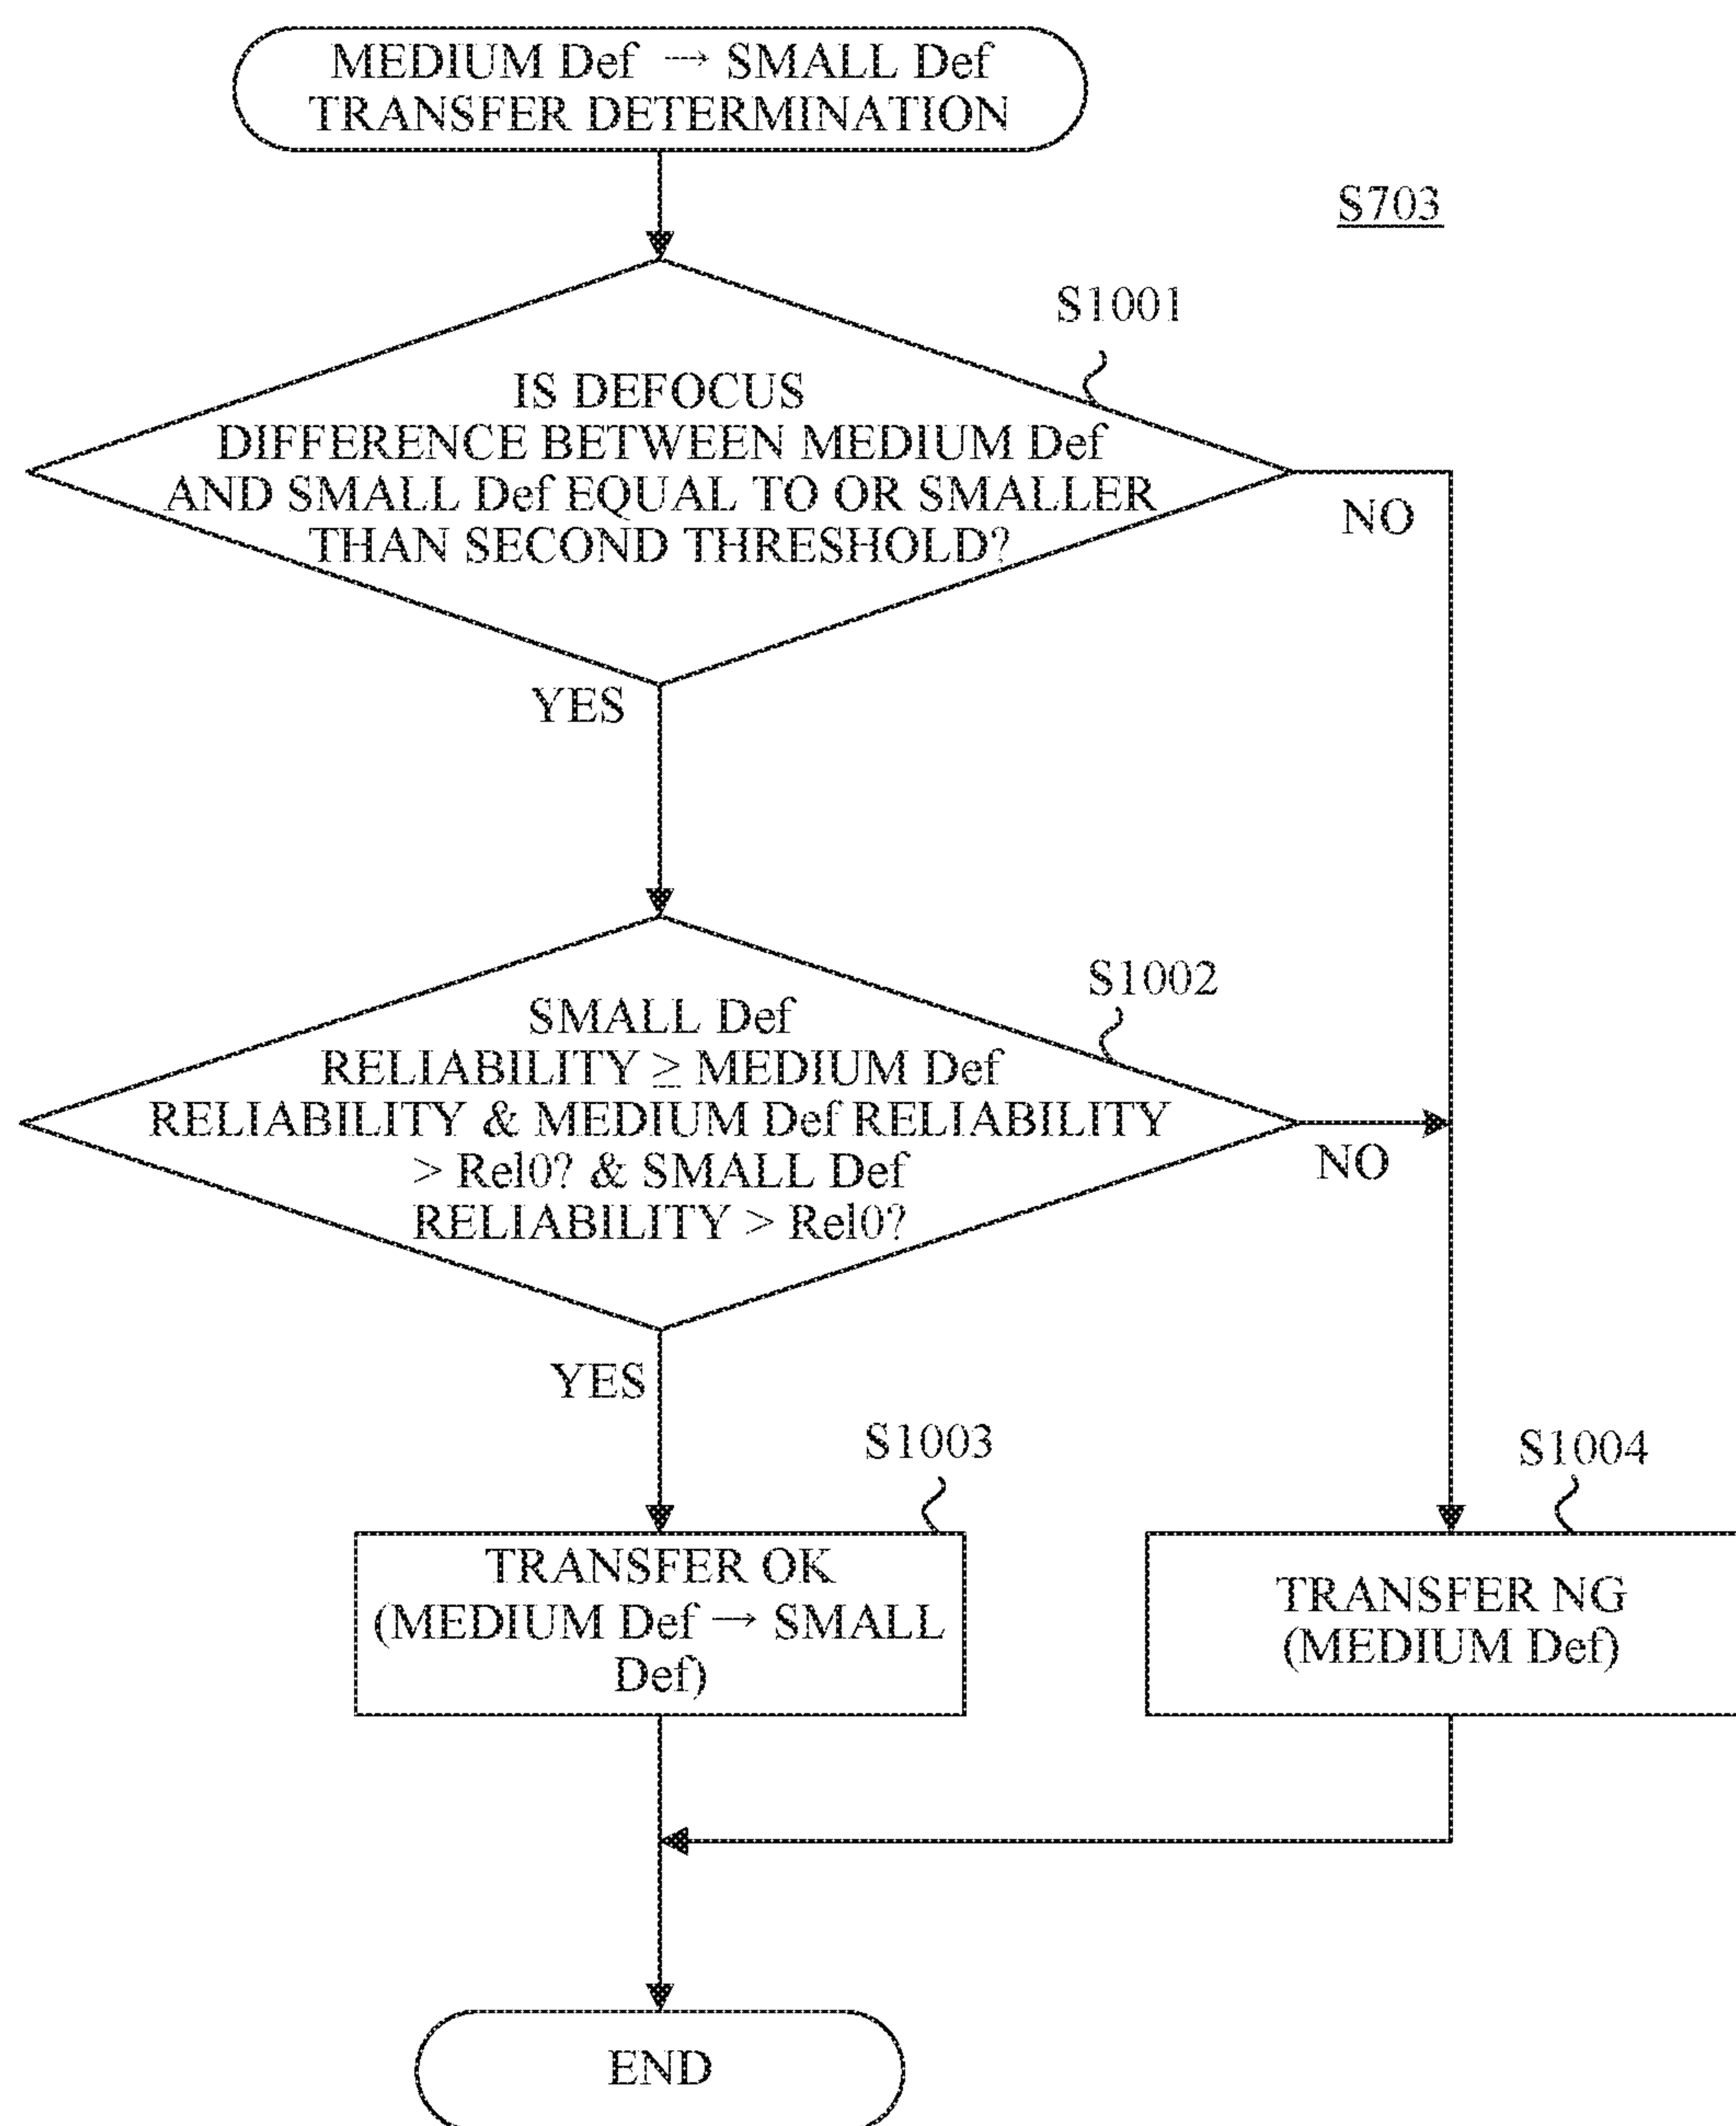 MEDIUM Def → SMALL Def
TRANSFER DETERMINATION
S703
S1001
IS DEFOCUS
DIFFERENCE BETWEEN MEDIUM Def
AND SMALL Def EQUAL TO OR SMALLER
THAN SECOND THRESHOLD?
NO
YES
S1002
SMALL Def
RELIABILITY ≥ MEDIUM Def
RELIABILITY & MEDIUM Def RELIABILITY
> Rel0? & SMALL Def
RELIABILITY > Rel0?
NO
YES
S1003
TRANSFER OK
(MEDIUM Def → SMALL
Def)
S1004
TRANSFER NG
(MEDIUM Def)
END